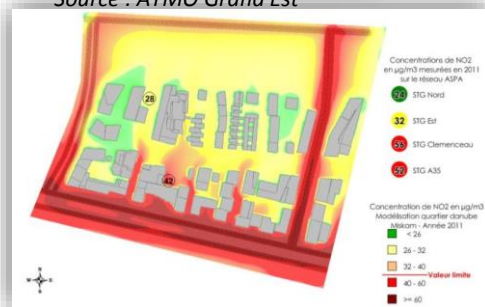 Source : ATMO Grand Est
Concentrations de NO2
en µg/m3 mesurées en 2011
sur le réseau ASPA
24 STG Nord
32 STG Est
56 STG Clemenceau
52 STG A35
28
42
Concentration de NO2 en µg/m3
Modélisation quartier danube
Miskam - Année 2011
< 26
26 - 32
32 - 40
Valeur limite
40 - 60
>= 60